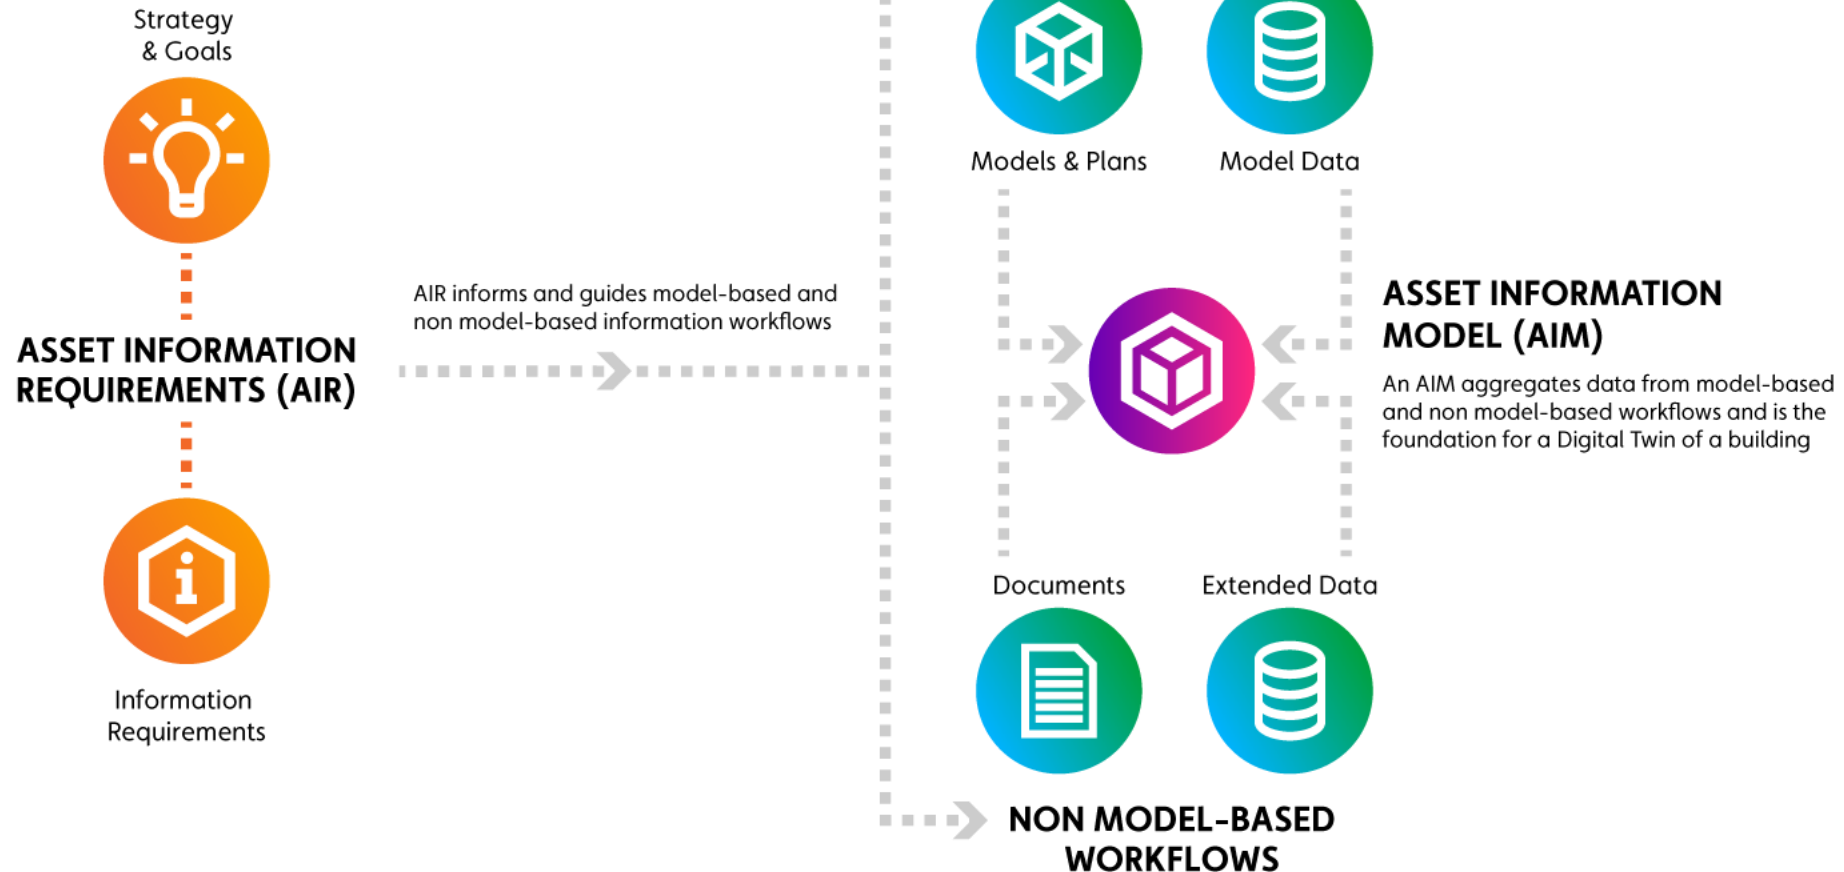 Strategy
& Goals
ASSET INFORMATION
REQUIREMENTS (AIR)
Information
Requirements
AIR informs and guides model-based and
non model-based information workflows
Models & Plans
Model Data
ASSET INFORMATION
MODEL (AIM)
An AIM aggregates data from model-based
and non model-based workflows and is the
foundation for a Digital Twin of a building
Documents
Extended Data
NON MODEL-BASED
WORKFLOWS